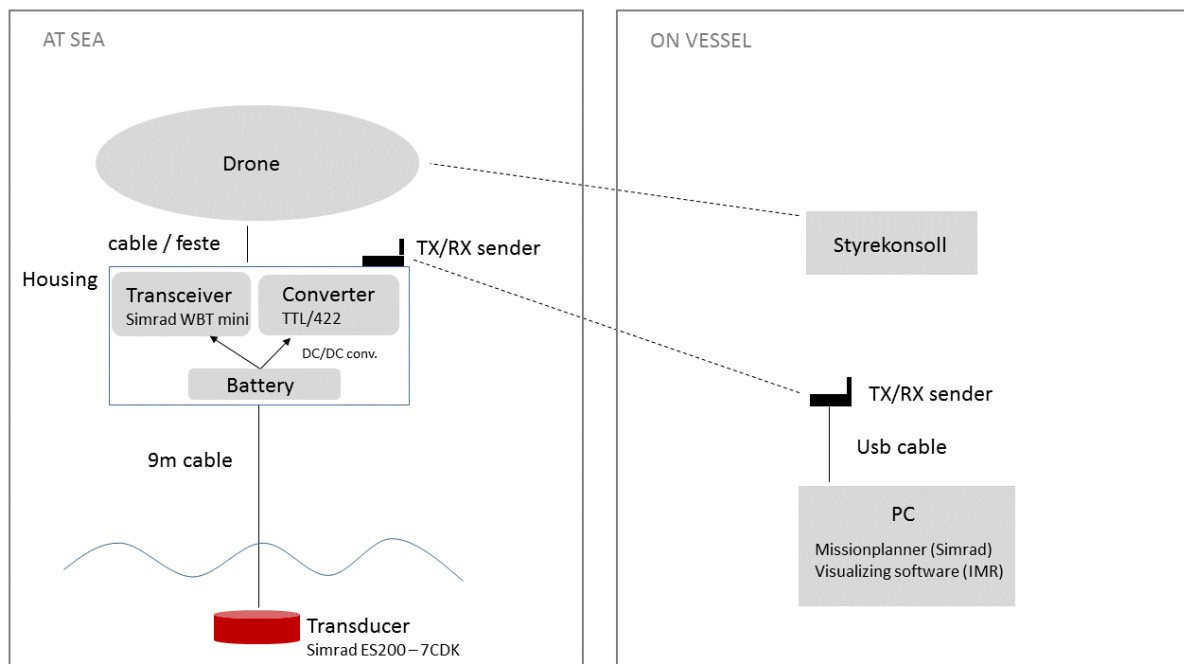 AT SEA
Drone
cable / feste
TX/RX sender
Housing
Transceiver
Simrad WBT mini
Converter
TTL/422
DC/DC conv.
Battery
9m cable
Transducer
Simrad ES200 – 7CDK
ON VESSEL
Styrekonsoll
TX/RX sender
Usb cable
PC
Missionplanner (Simrad)
Visualizing software (IMR)